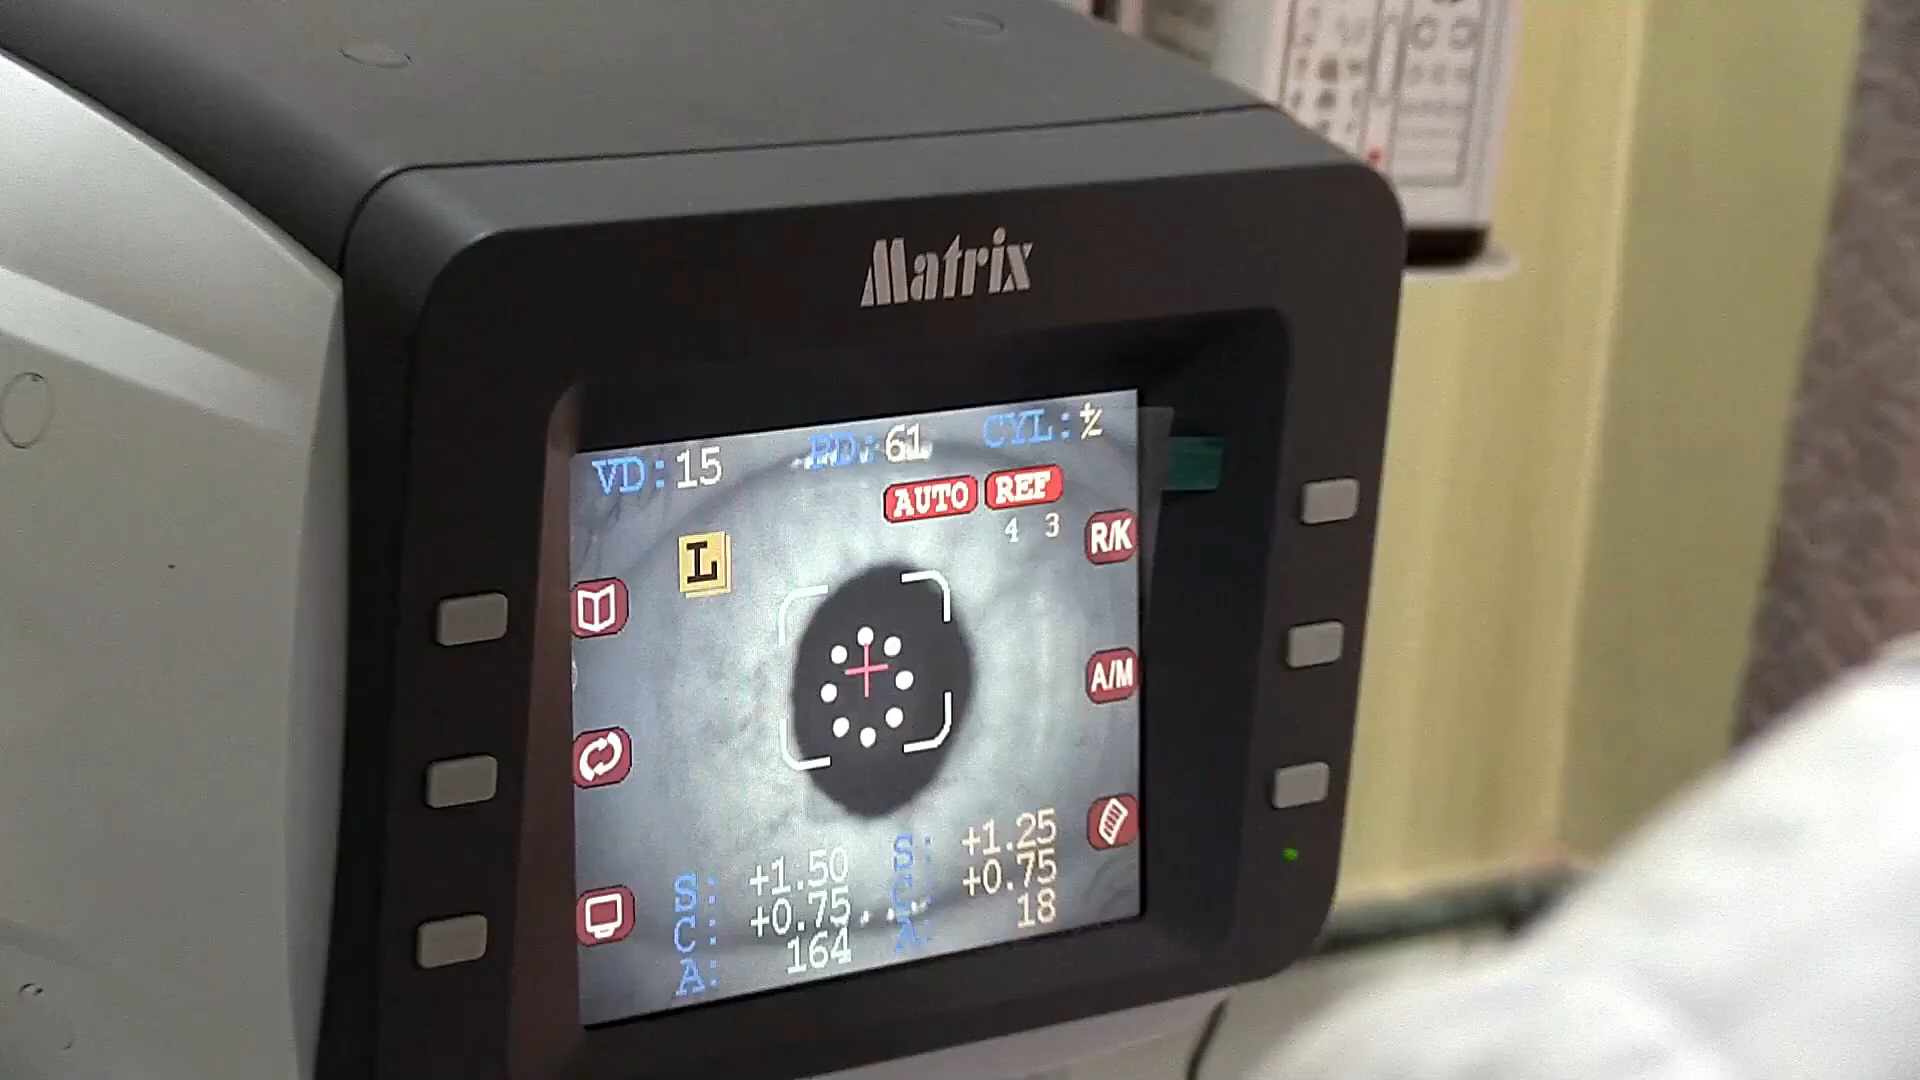 Matrix
VD:15 PD:61 CYL:±
AUTO REF
4 3
L
R/K
A/M
S: +1.50 S: +1.25
C: +0.75 C: +0.75
A: 164 A: 18